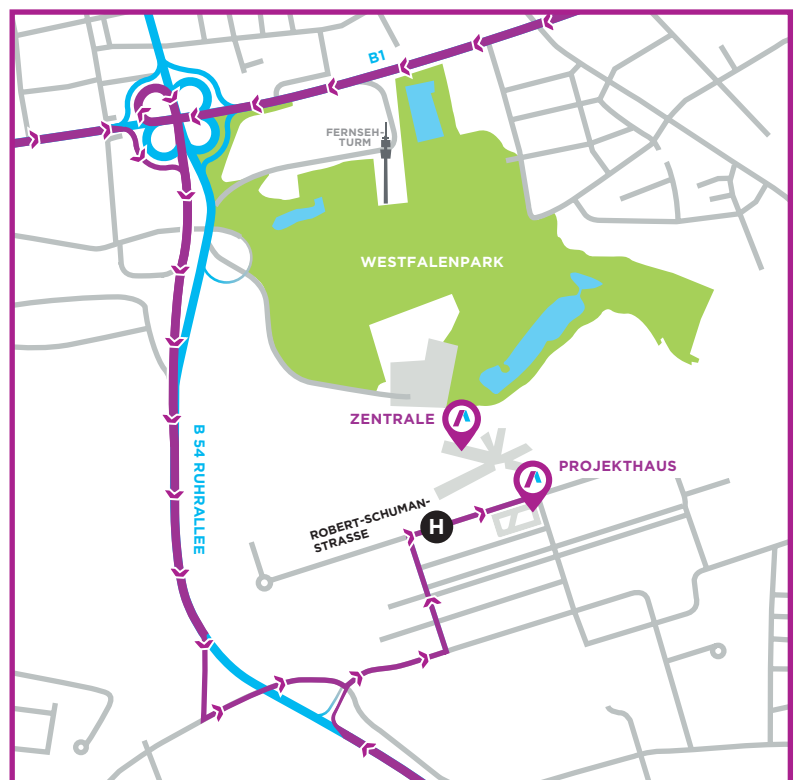 B1
FERNSEH-
TURM
WESTFALENPARK
ZENTRALE
PROJEKTHAUS
B 54 RUHRALLEE
ROBERT-SCHUMAN-
STRASSE
H